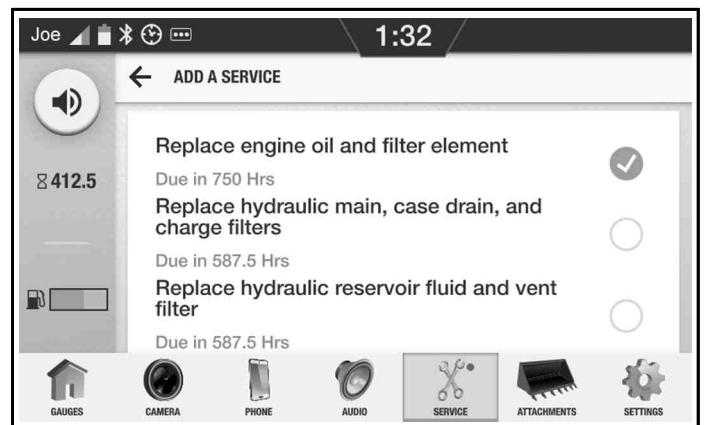 Joe 1:32
ADD A SERVICE
Replace engine oil and filter element
Due in 750 Hrs
412.5
Replace hydraulic main, case drain, and
charge filters
Due in 587.5 Hrs
Replace hydraulic reservoir fluid and vent
filter
Due in 587.5 Hrs
GAUGES CAMERA PHONE AUDIO SERVICE ATTACHMENTS SETTINGS